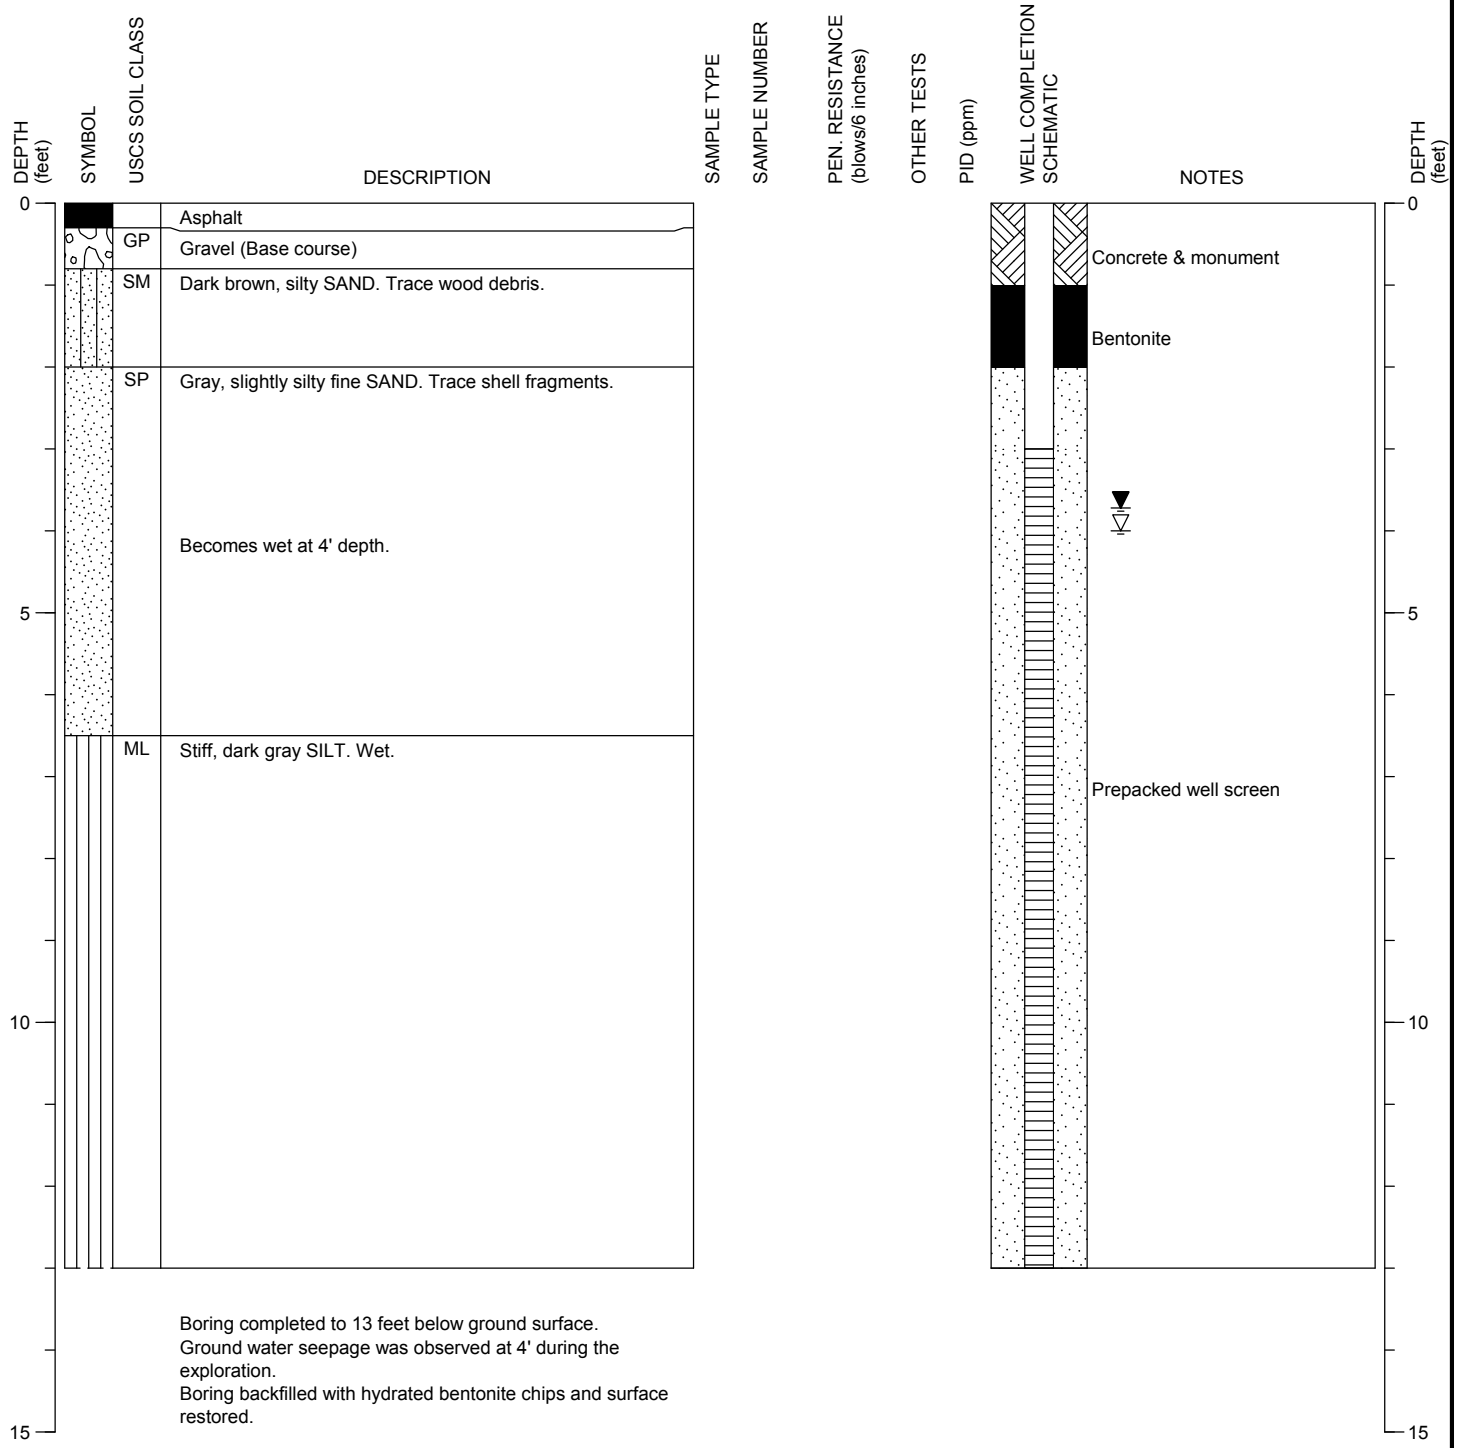 DEPTH
(feet)
SYMBOL
USCS SOIL CLASS
DESCRIPTION
SAMPLE TYPE
SAMPLE NUMBER
PEN. RESISTANCE
(blows/6 inches)
OTHER TESTS
PID (ppm)
WELL COMPLETION
SCHEMATIC
NOTES
DEPTH
(feet)
0
Asphalt
0
GP
Gravel (Base course)
Concrete & monument
SM
Dark brown, silty SAND. Trace wood debris.
Bentonite
SP
Gray, slightly silty fine SAND. Trace shell fragments.
Becomes wet at 4' depth.
5
5
ML
Stiff, dark gray SILT. Wet.
Prepacked well screen
10
10
Boring completed to 13 feet below ground surface.
Ground water seepage was observed at 4' during the
exploration.
Boring backfilled with hydrated bentonite chips and surface
restored.
15
15